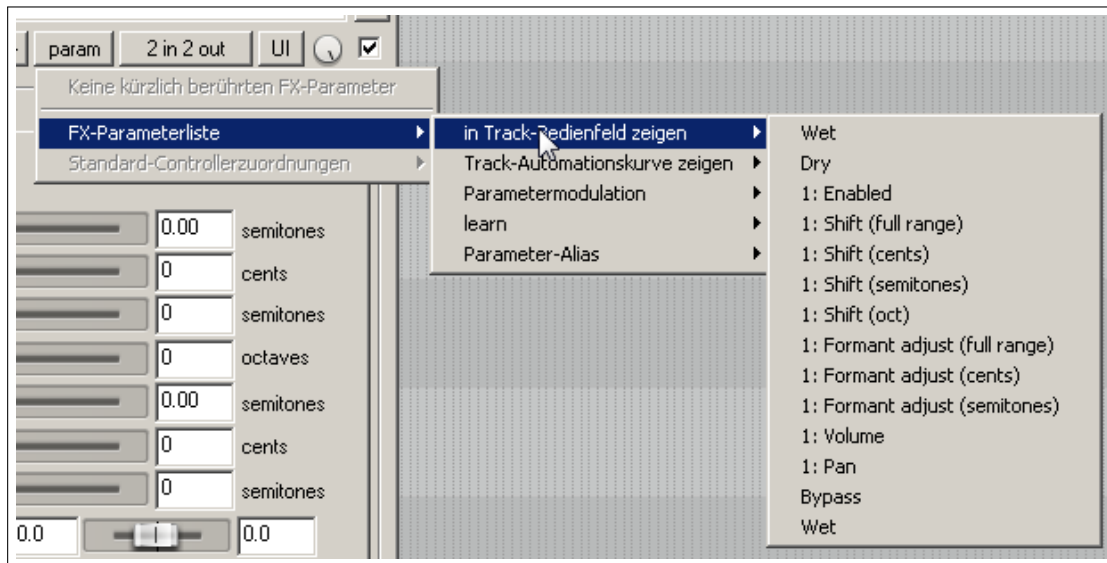 param 2 in 2 out UI
Keine kürzlich berührten FX-Parameter
FX-Parameterliste
Standard-Controllerzuordnungen
in Track-Bedienfeld zeigen
Track-Automationskurve zeigen
Parametermodulation
learn
Parameter-Alias
Wet
Dry
1: Enabled
1: Shift (full range)
1: Shift (cents)
1: Shift (semitones)
1: Shift (oct)
1: Formant adjust (full range)
1: Formant adjust (cents)
1: Formant adjust (semitones)
1: Volume
1: Pan
Bypass
Wet
0.00 semitones
0 cents
0 semitones
0 octaves
0.00 semitones
0 cents
0 semitones
0.0 0.0